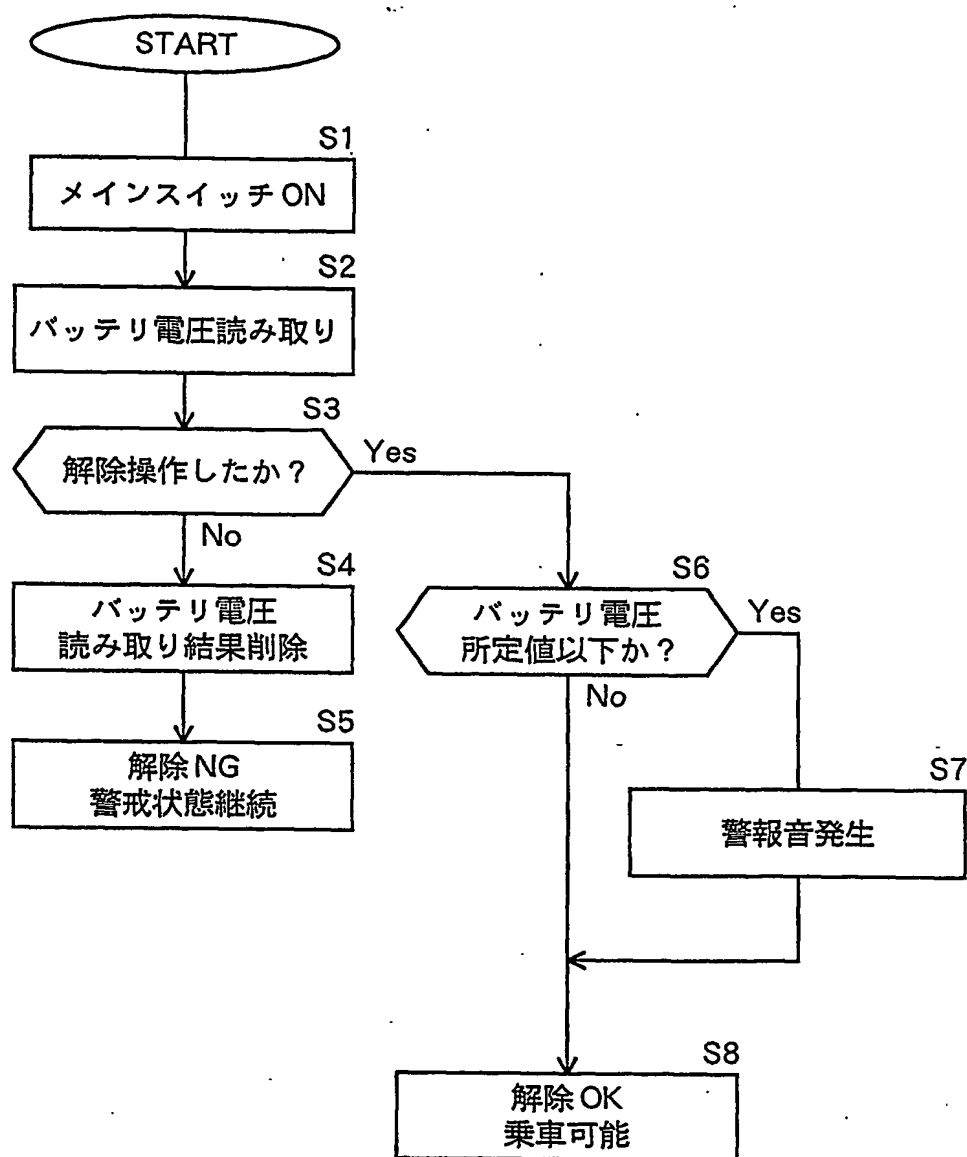 START
S1
メインスイッチON
S2
バッテリ電圧読み取り
S3
解除操作したか？
Yes
No
S4
バッテリ電圧
読み取り結果削除
S5
解除NG
警戒状態継続
S6
バッテリ電圧
所定値以下か？
Yes
No
S7
警報音発生
S8
解除OK
乗車可能